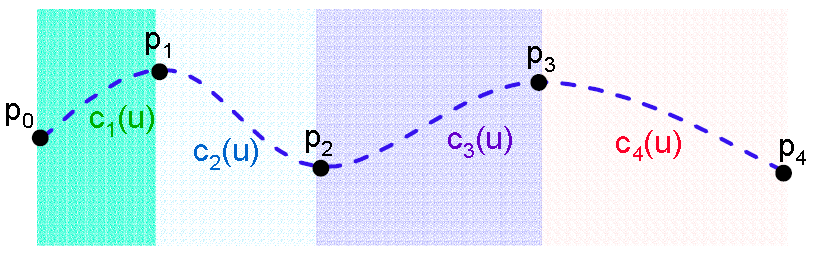 p₁
p₃
p₀
c₁(u)
p₂
c₂(u)
c₃(u)
c₄(u)
p₄